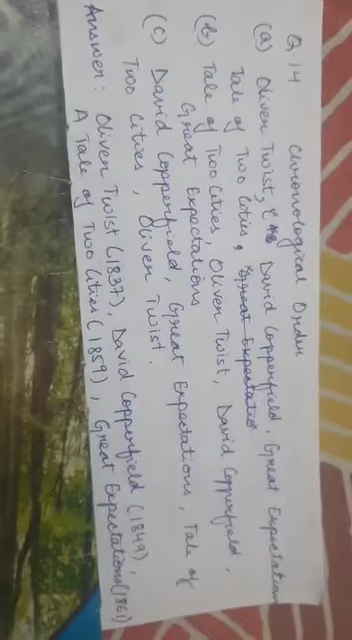 Q.14 Chronological Order
(a) Oliver Twist, David Copperfield, Great Expectation
Tale of Two Cities, Great Expectatio
(b) Tale of Two Cities, Oliver Twist, David Copperfield,
Great Expectations
(c) David Copperfield, Great Expectations, Tale of
Two Cities, Oliver Twist.
Answer: Oliver Twist (1837), David Copperfield (1849),
A Tale of Two Cities (1859), Great Expectations (1861)